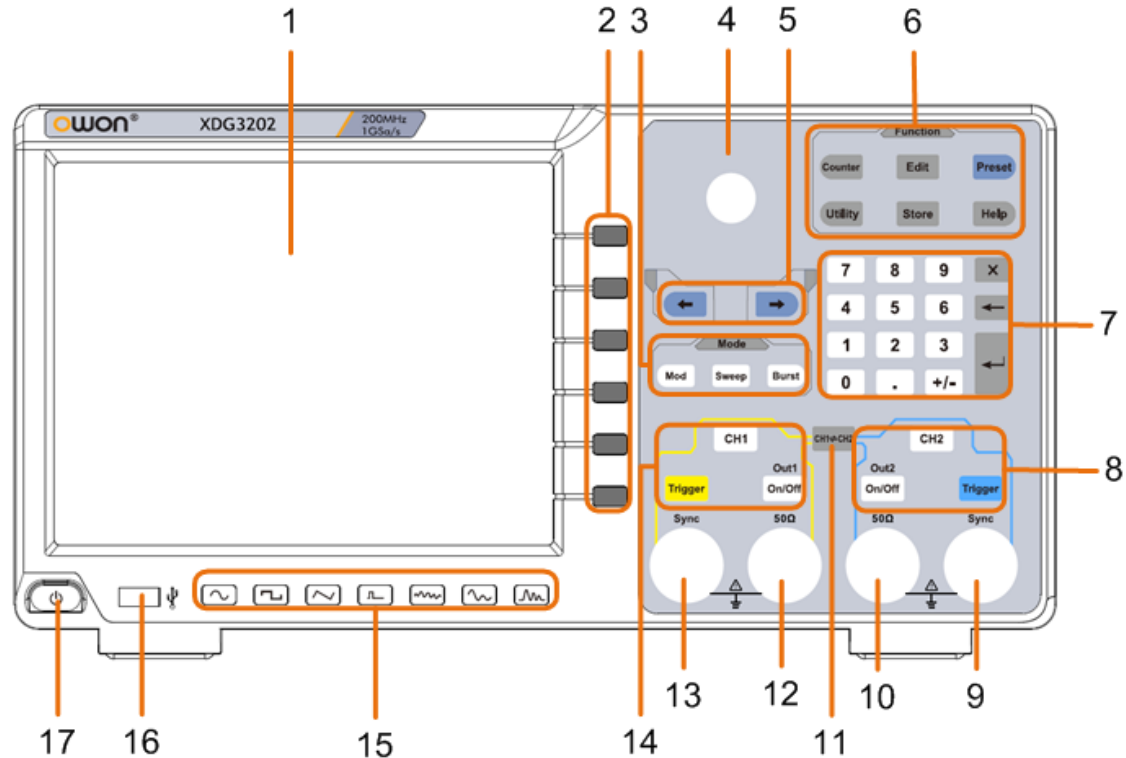 1 2 3 4 5 6
owon® XDG3202 200MHz
1GSa/s
Function
Counter Edit Preset
Utility Store Help
7 8 9 ×
4 5 6 ←
7
← →
1 2 3 ↵
0 . +/-
Mode
Mod Sweep Burst
CH1 CH1⇌CH2 CH2
8
Out1 Out2
Trigger On/Off On/Off Trigger
Sync 50Ω 50Ω Sync
13 12 10 9
17 16 15 14 11